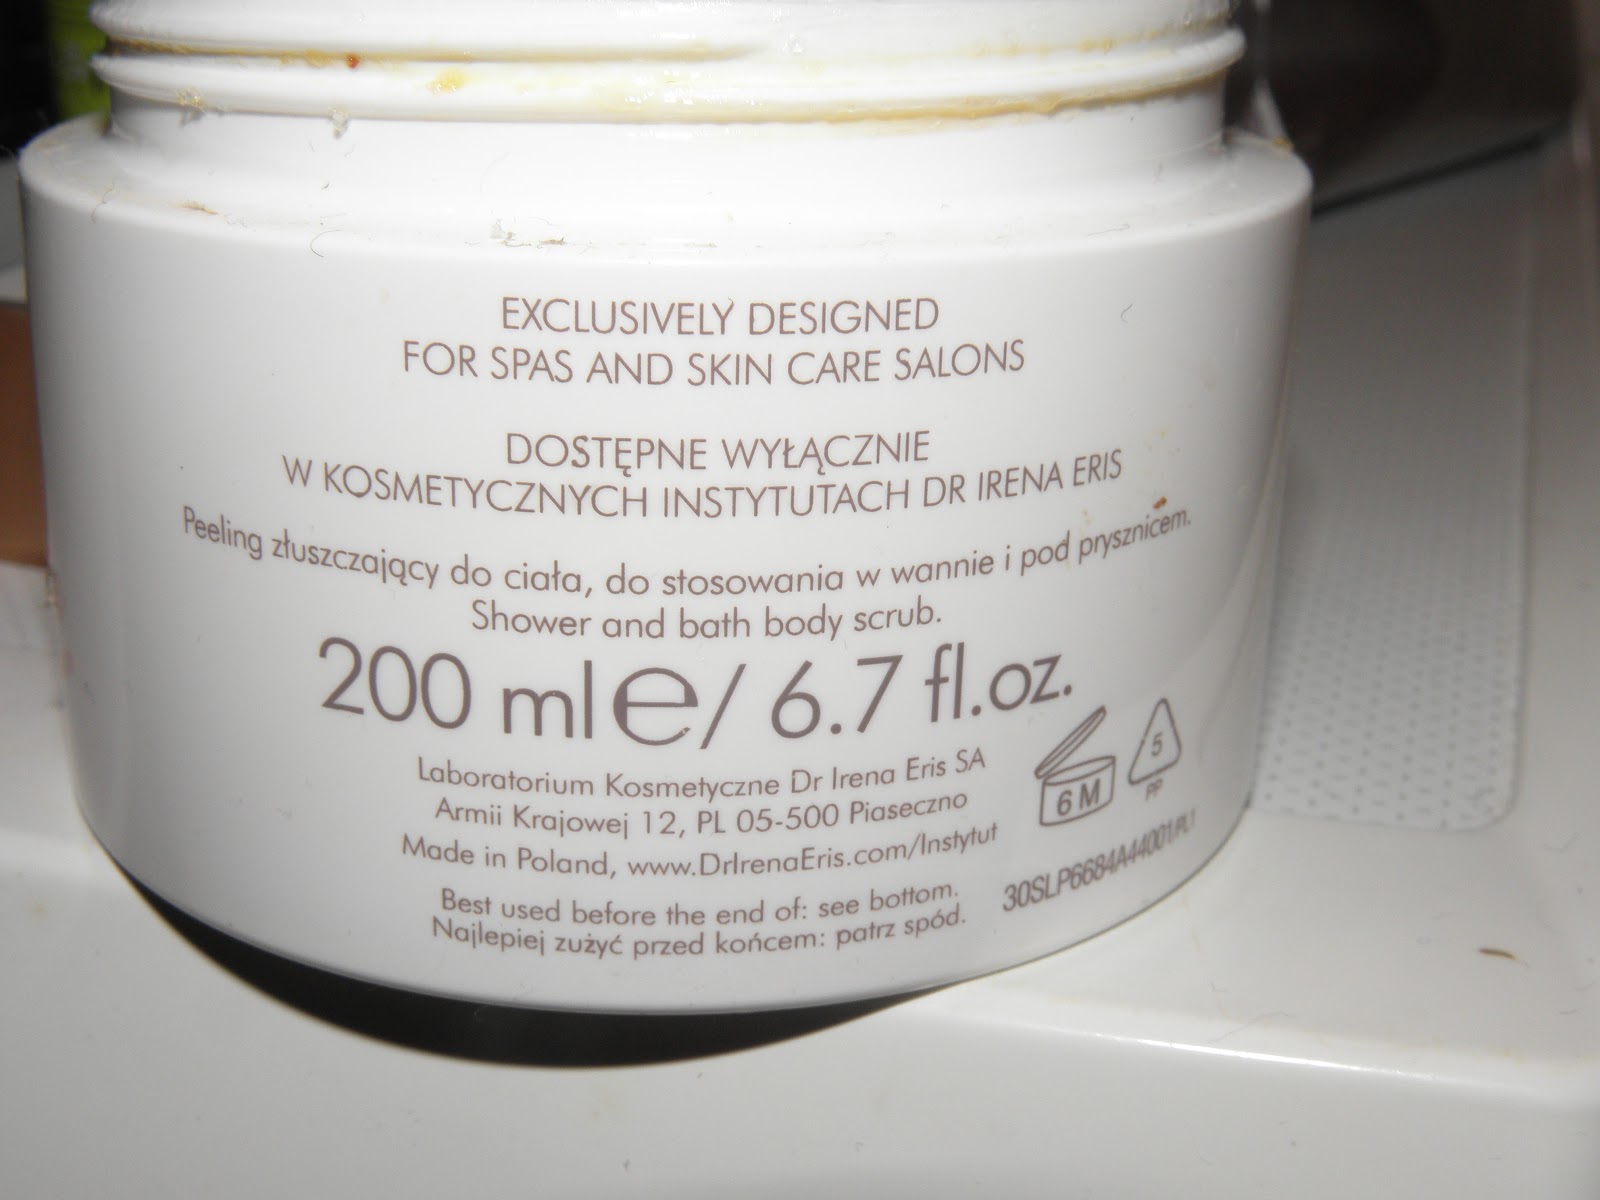 EXCLUSIVELY DESIGNED
FOR SPAS AND SKIN CARE SALONS
DOSTĘPNE WYŁĄCZNIE
W KOSMETYCZNYCH INSTYTUTACH DR IRENA ERIS
Peeling złuszczający do ciała, do stosowania w wannie i pod prysznicem.
Shower and bath body scrub.
200 ml e / 6.7 fl.oz.
Laboratorium Kosmetyczne Dr Irena Eris SA
Armii Krajowej 12, PL 05-500 Piaseczno
Made in Poland, www.DrIrenaEris.com/Instytut
Best used before the end of: see bottom.
Najlepiej zużyć przed końcem: patrz spód.
6 M
5
PP
30SLP6684A44001/PL1